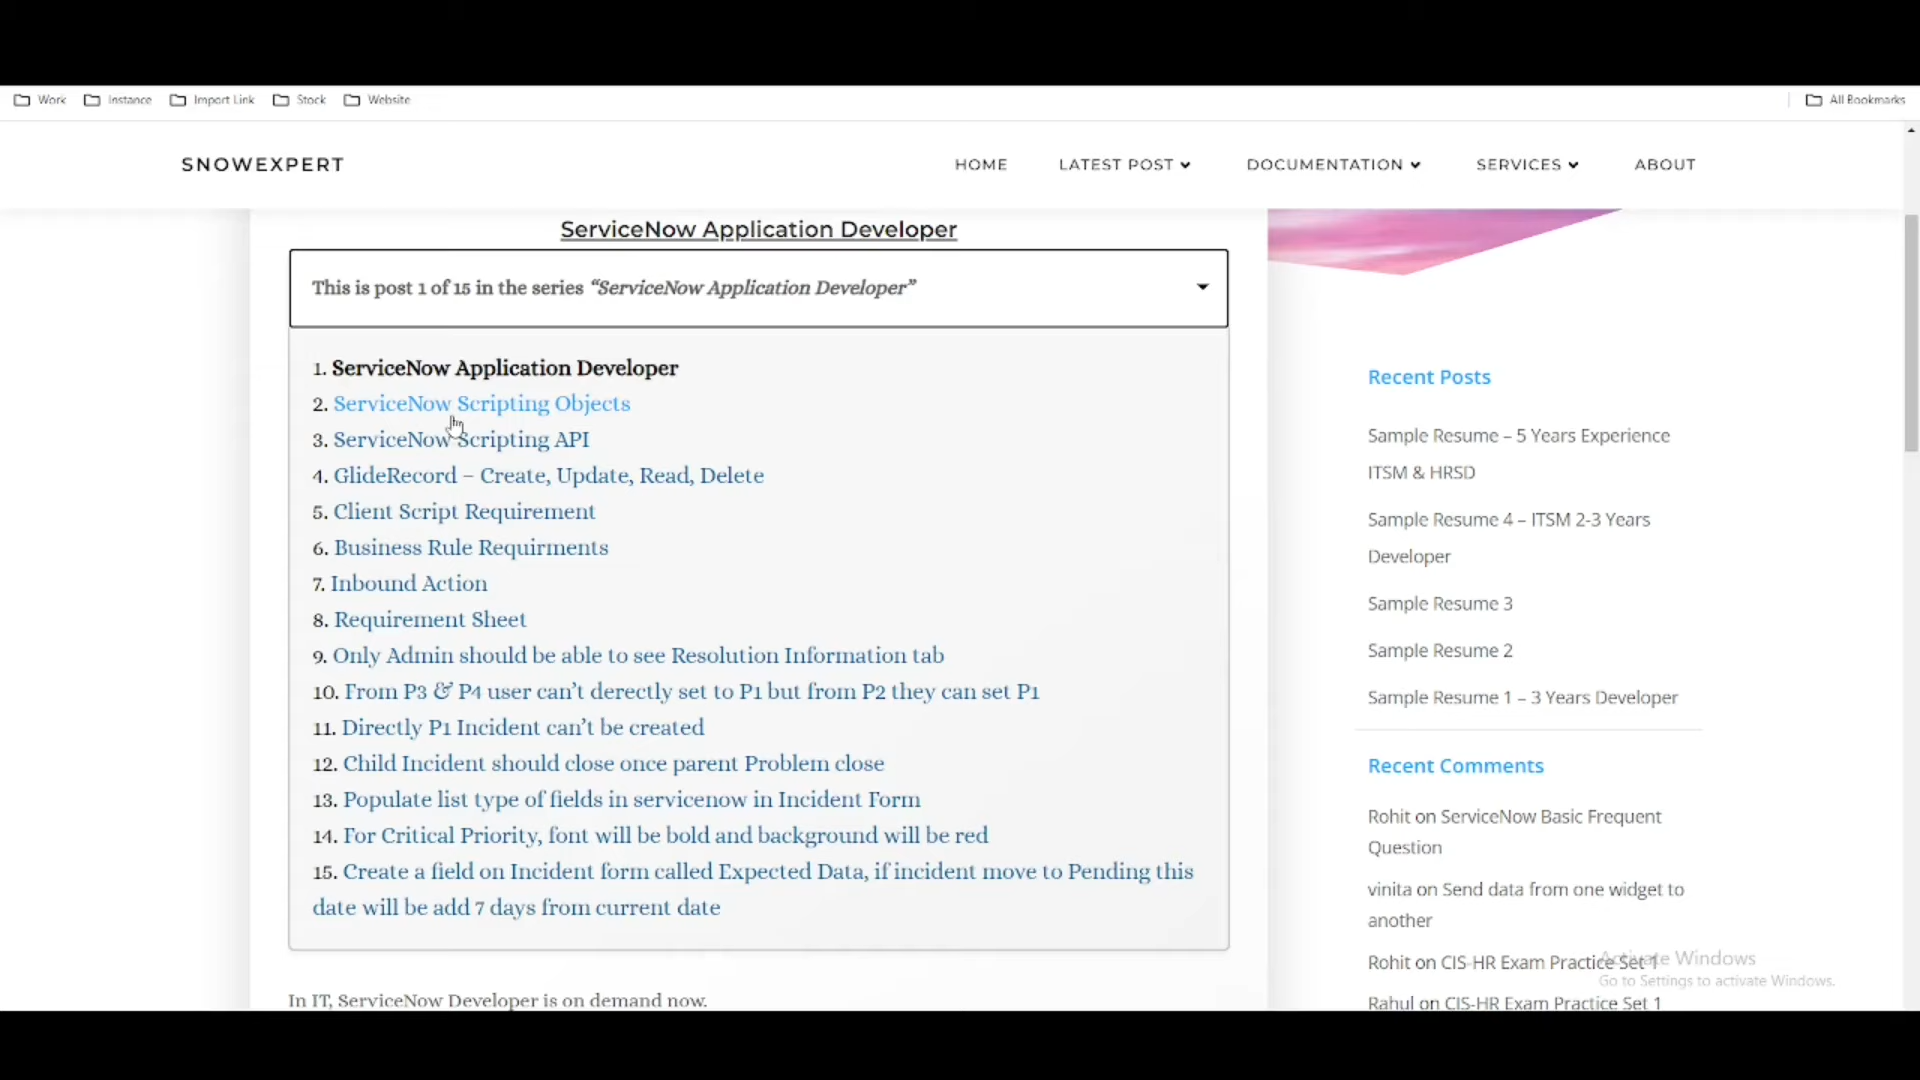 Work Instance Import Link Stock Website All Bookmarks
SNOWEXPERT HOME LATEST POST DOCUMENTATION SERVICES ABOUT
ServiceNow Application Developer
This is post 1 of 15 in the series “ServiceNow Application Developer”
1. ServiceNow Application Developer
2. ServiceNow Scripting Objects
3. ServiceNow Scripting API
4. GlideRecord – Create, Update, Read, Delete
5. Client Script Requirement
6. Business Rule Requirments
7. Inbound Action
8. Requirement Sheet
9. Only Admin should be able to see Resolution Information tab
10. From P3 & P4 user can’t derectly set to P1 but from P2 they can set P1
11. Directly P1 Incident can’t be created
12. Child Incident should close once parent Problem close
13. Populate list type of fields in servicenow in Incident Form
14. For Critical Priority, font will be bold and background will be red
15. Create a field on Incident form called Expected Data, if incident move to Pending this
date will be add 7 days from current date
In IT, ServiceNow Developer is on demand now.
Recent Posts
Sample Resume – 5 Years Experience
ITSM & HRSD
Sample Resume 4 – ITSM 2-3 Years
Developer
Sample Resume 3
Sample Resume 2
Sample Resume 1 – 3 Years Developer
Recent Comments
Rohit on ServiceNow Basic Frequent
Question
vinita on Send data from one widget to
another
Rohit on CIS-HR Exam Practice Set 1
Rahul on CIS-HR Exam Practice Set 1
Activate Windows
Go to Settings to activate Windows.